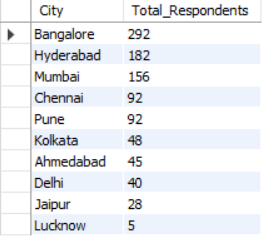 City Total_Respondents
Bangalore 292
Hyderabad 182
Mumbai 156
Chennai 92
Pune 92
Kolkata 48
Ahmedabad 45
Delhi 40
Jaipur 28
Lucknow 5